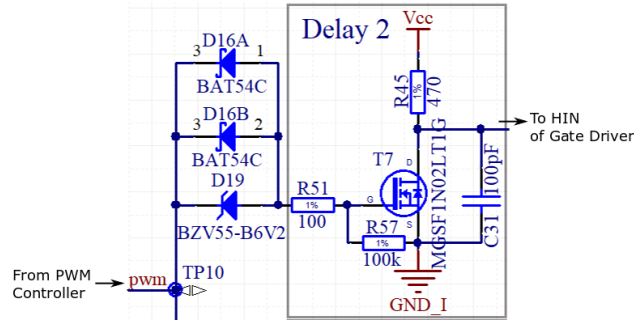 Delay 2
Vcc
D16A
3 1
BAT54C
R45
1%
470
To HIN
of Gate Driver
D16B
3 2
BAT54C
D19
BZV55-B6V2
R51
1%
100
T7
D
G
S
MGSF1N02LT1G
100pF
C31
R57
1%
100k
From PWM
Controller
pwm
TP10
GND_I